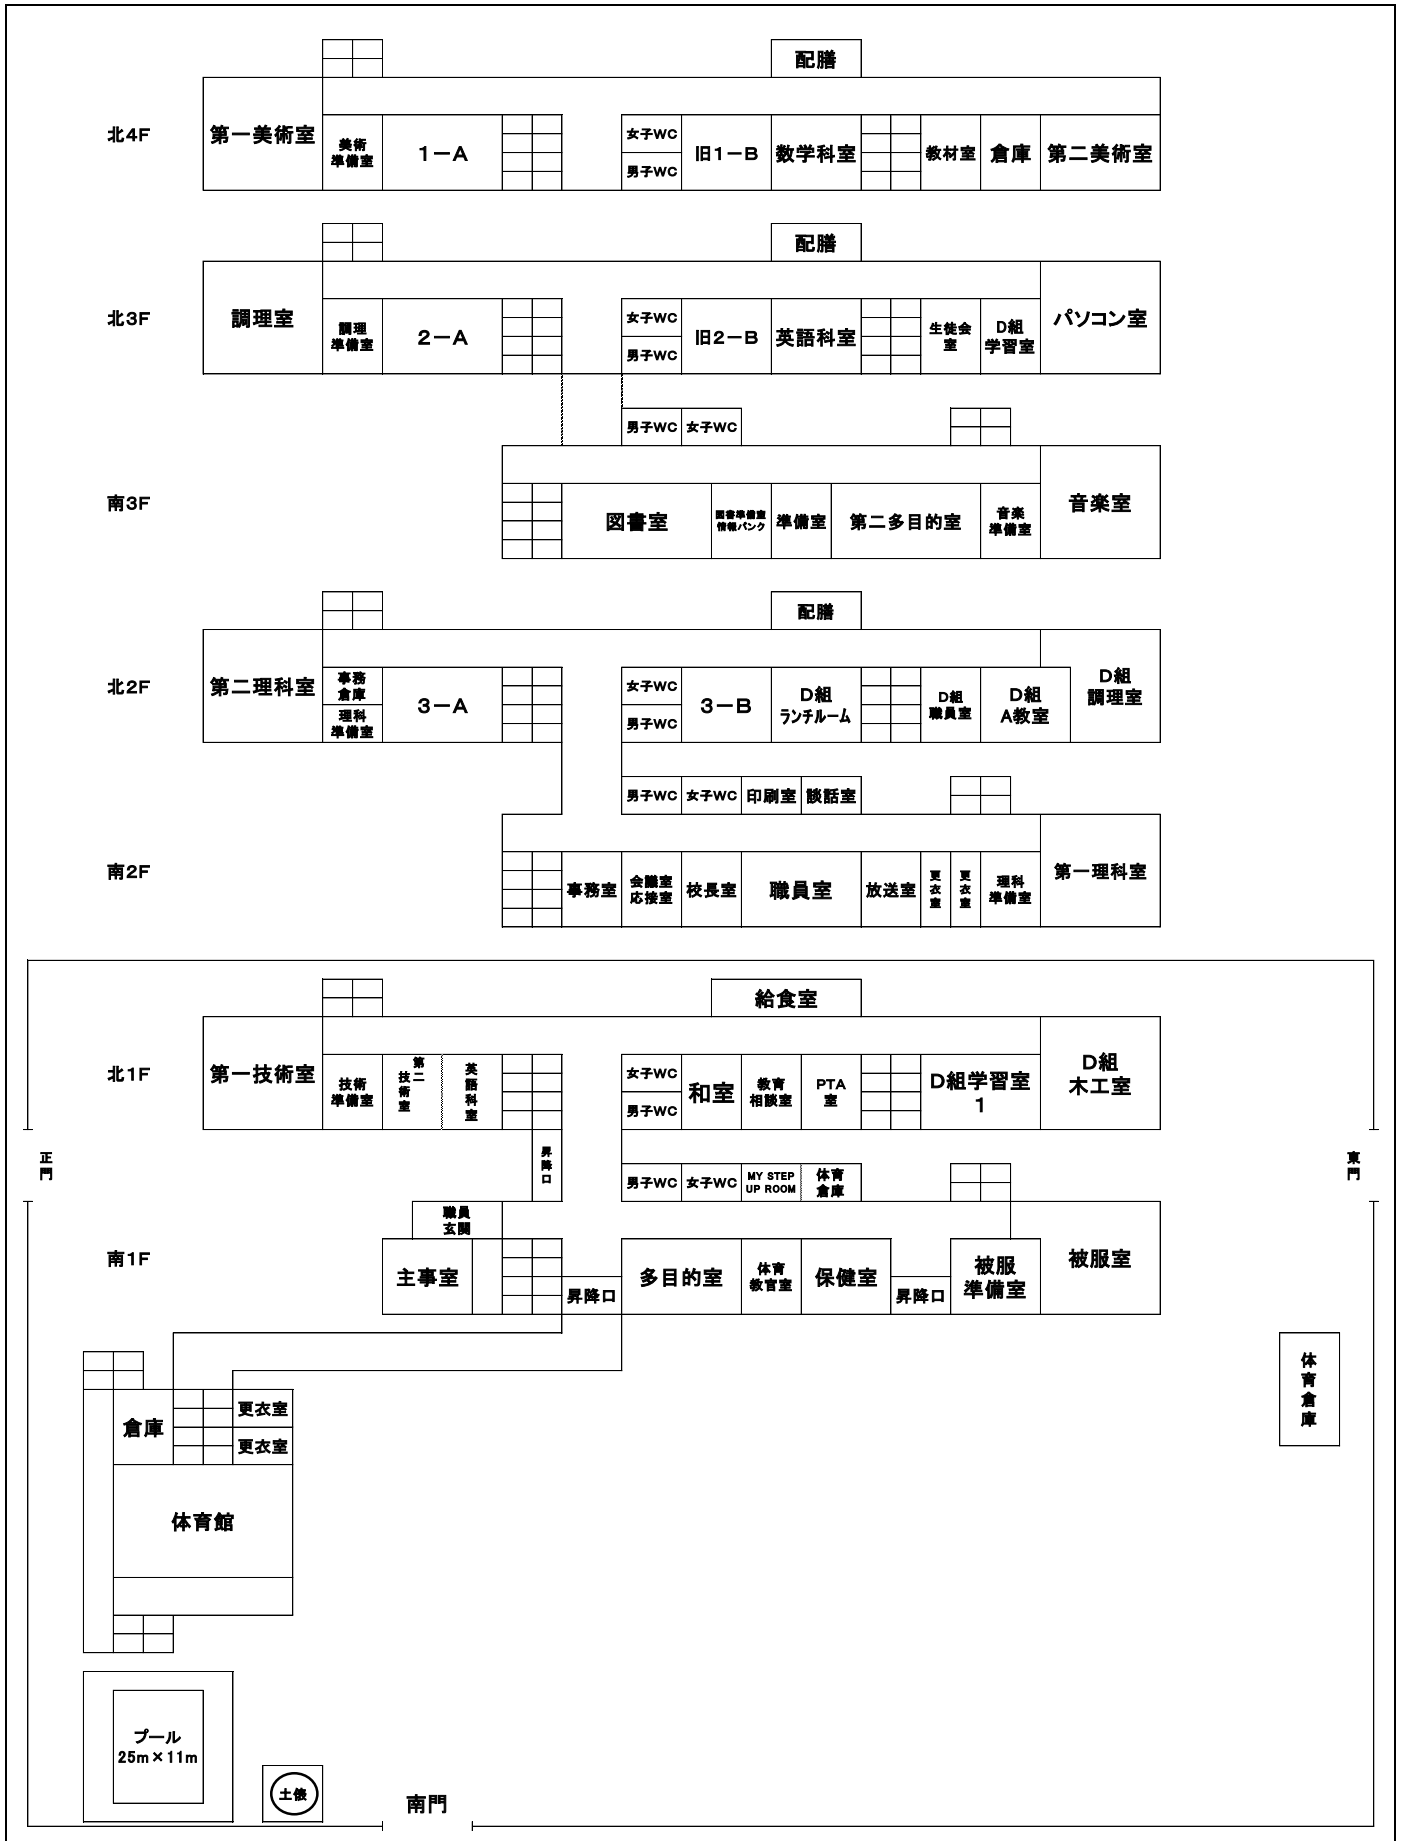 配膳
北4F
第一美術室
美術
準備室
1－A
女子WC
男子WC
旧1－B
数学科室
教材室
倉庫
第二美術室
配膳
北3F
調理室
調理
準備室
2－A
女子WC
男子WC
旧2－B
英語科室
生徒会
室
D組
学習室
パソコン室
男子WC
女子WC
南3F
図書室
図書準備室
情報バンク
準備室
第二多目的室
音楽
準備室
音楽室
配膳
北2F
第二理科室
事務
倉庫
理科
準備室
3－A
女子WC
男子WC
3－B
D組
ランチルーム
D組
職員室
D組
A教室
D組
調理室
男子WC
女子WC
印刷室
談話室
南2F
事務室
会議室
応接室
校長室
職員室
放送室
更衣室
更衣室
理科
準備室
第一理科室
給食室
北1F
第一技術室
技術
準備室
第二
技術室
英語科室
女子WC
男子WC
和室
教育
相談室
PTA
室
D組学習室
1
D組
木工室
正門
昇降口
東門
男子WC
女子WC
MY STEP
UP ROOM
体育
倉庫
職員
玄関
南1F
主事室
昇降口
多目的室
体育
教官室
保健室
昇降口
被服
準備室
被服室
体育倉庫
倉庫
更衣室
更衣室
体育館
プール
25m×11m
土俵
南門